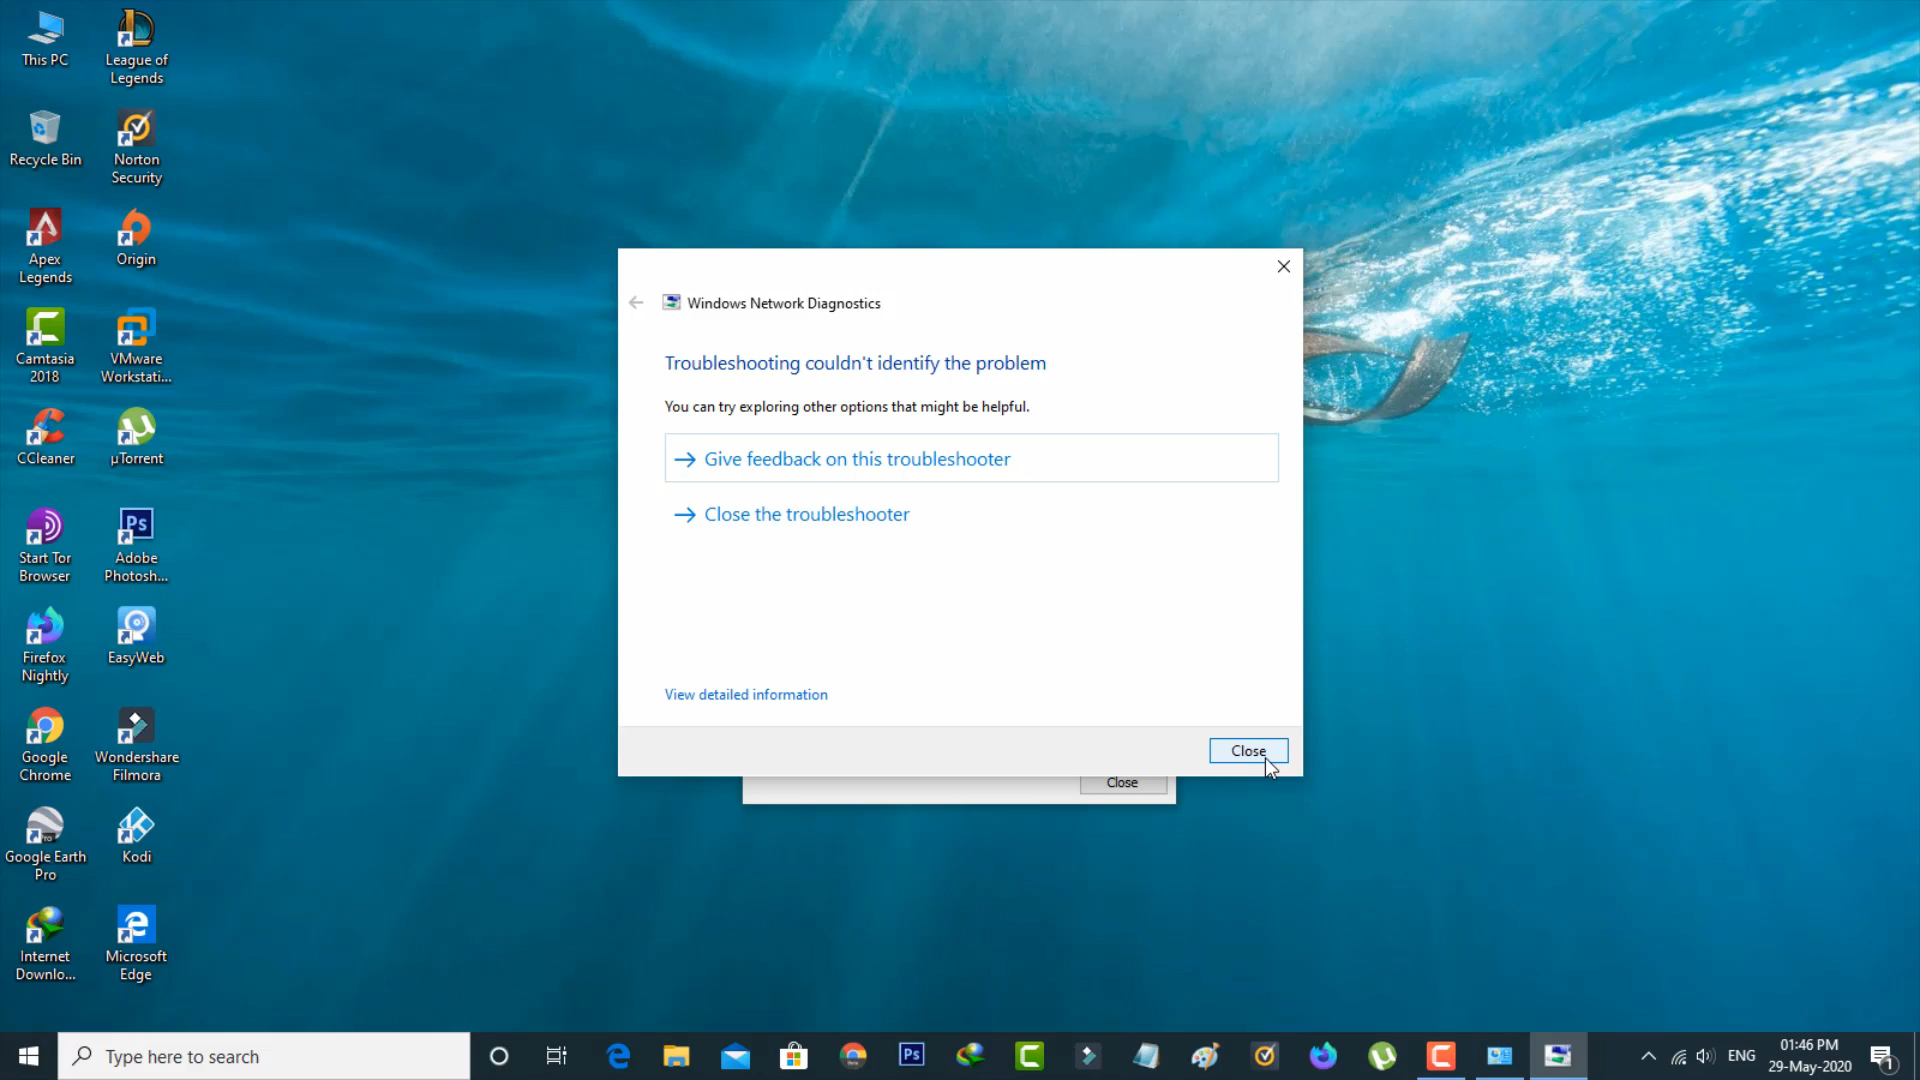 This PC
League of
Legends
Recycle Bin
Norton
Security
Apex
Legends
Origin
Camtasia
2018
VMware
Workstati...
CCleaner
µTorrent
Start Tor
Browser
Ps
Adobe
Photosh...
Firefox
Nightly
EasyWeb
Google
Chrome
Wondershare
Filmora
Google Earth
Pro
Kodi
Internet
Downlo...
Microsoft
Edge
Windows Network Diagnostics
Troubleshooting couldn't identify the problem
You can try exploring other options that might be helpful.
Give feedback on this troubleshooter
Close the troubleshooter
View detailed information
Close
Close
Type here to search
Ps
ENG
01:46 PM
29-May-2020
1